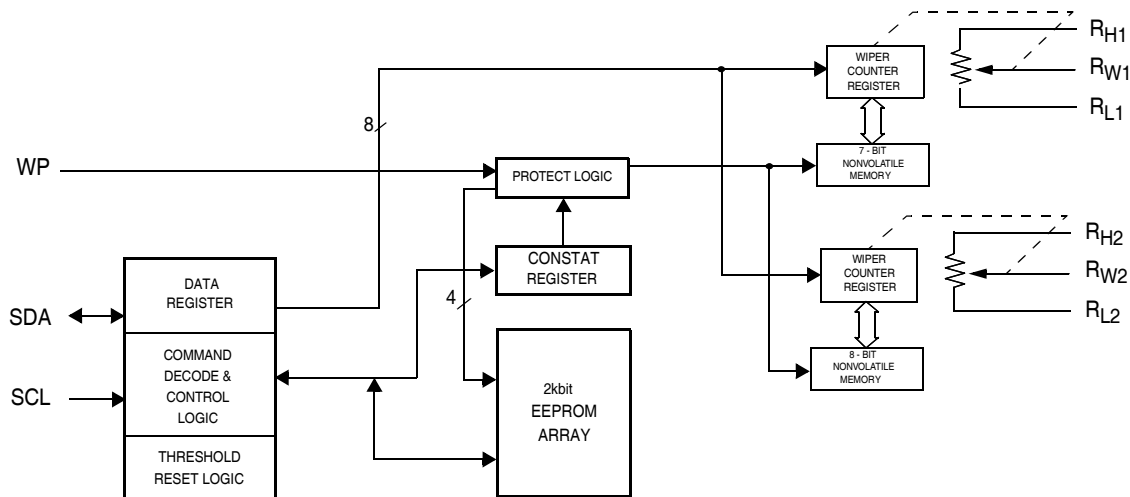 WIPER
COUNTER
REGISTER
RH1
RW1
RL1
8
WP
PROTECT LOGIC
7 - BIT
NONVOLATILE
MEMORY
CONSTAT
REGISTER
WIPER
COUNTER
REGISTER
RH2
RW2
RL2
DATA
REGISTER
4
SDA
COMMAND
DECODE &
CONTROL
LOGIC
SCL
2kbit
EEPROM
ARRAY
8 - BIT
NONVOLATILE
MEMORY
THRESHOLD
RESET LOGIC